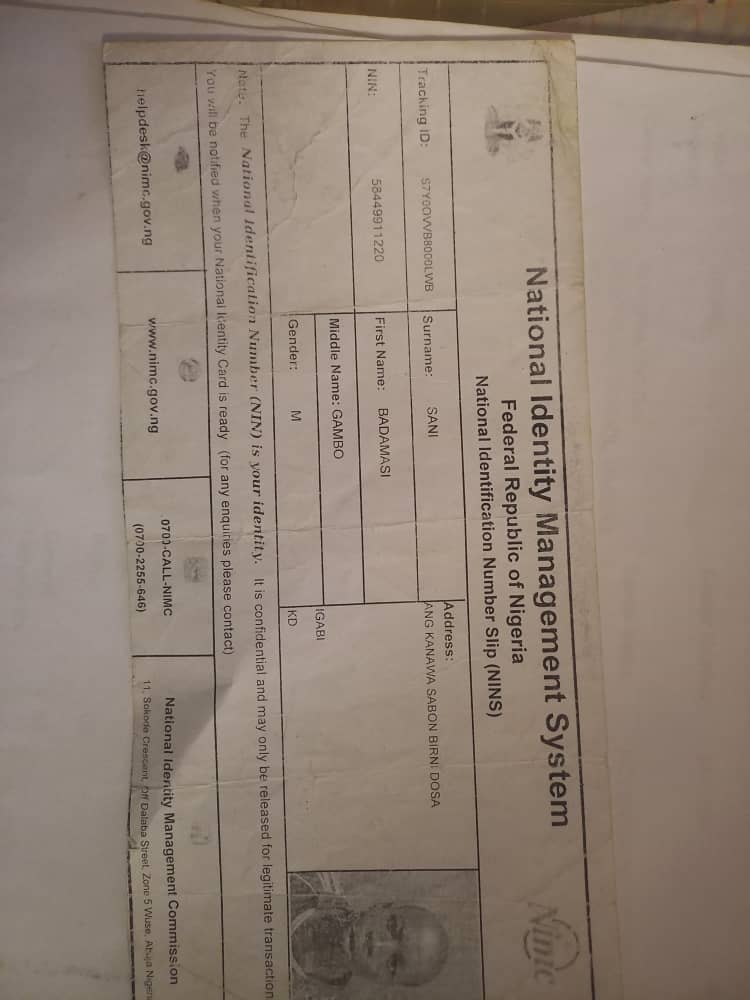 National Identity Management System
Federal Republic of Nigeria
National Identification Number Slip (NINS)
Nimc
Tracking ID: S7Y0OVVB8000LWB
Surname: SANI
Address:
ANG KANAWA SABON BIRNI DOSA
NIN: 58449911220
First Name: BADAMASI
Middle Name: GAMBO
IGABI
Gender: M
KD
Note: The National Identification Number (NIN) is your identity. It is confidential and may only be released for legitimate transaction
You will be notified when your National Identity Card is ready (for any enquiries please contact)
helpdesk@nimc.gov.ng
www.nimc.gov.ng
0700-CALL-NIMC
(0700-2255-646)
National Identity Management Commission
11, Sokode Crescent, Off Dalaba Street, Zone 5 Wuse, Abuja Nigeri